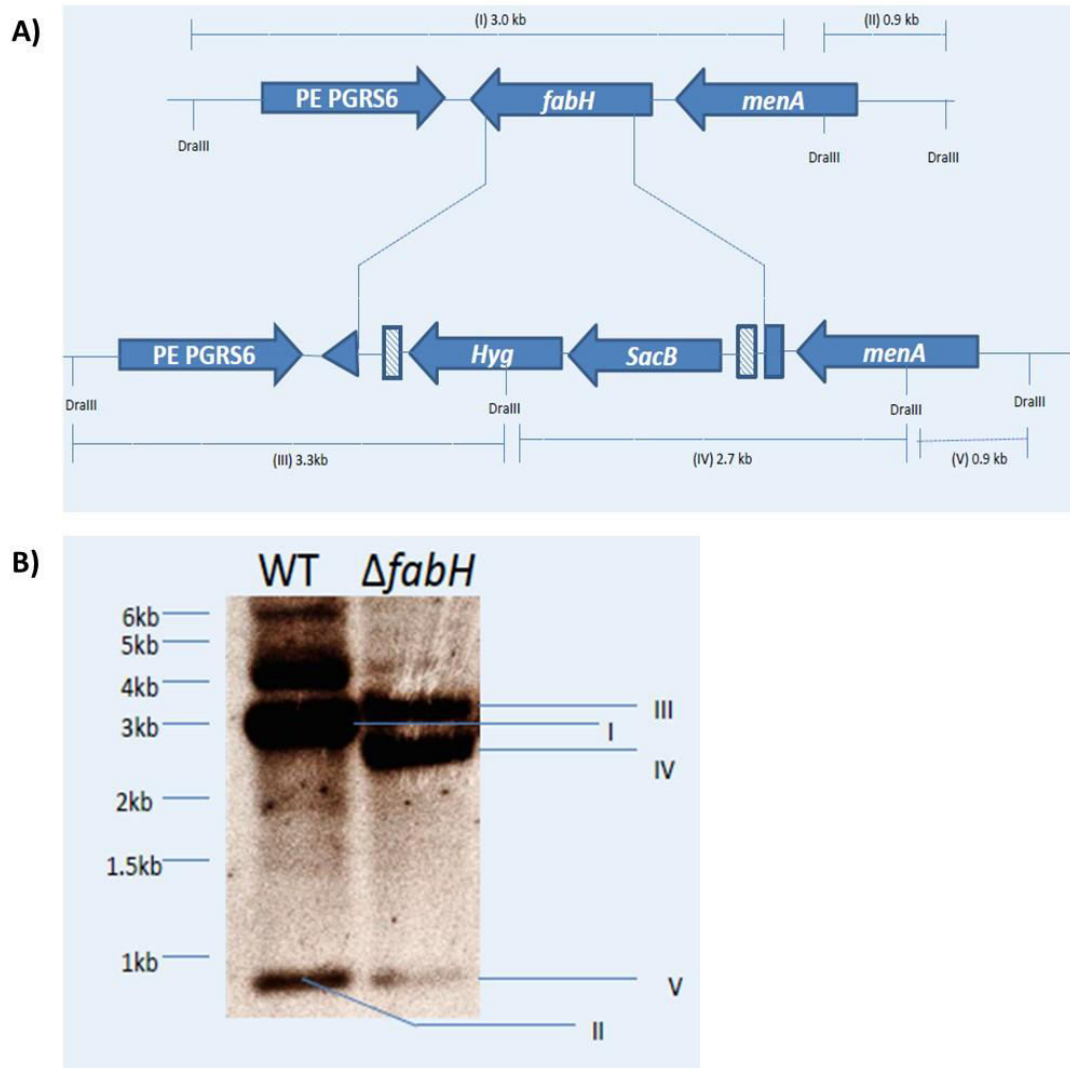 A)
(I) 3.0 kb (II) 0.9 kb
PE PGRS6 fabH menA
DraIII DraIII DraIII
PE PGRS6 Hyg SacB menA
DraIII DraIII DraIII DraIII
(III) 3.3kb (IV) 2.7 kb (V) 0.9 kb
B)
WT ΔfabH
6kb
5kb
4kb
3kb
2kb
1.5kb
1kb
III
I
IV
V
II